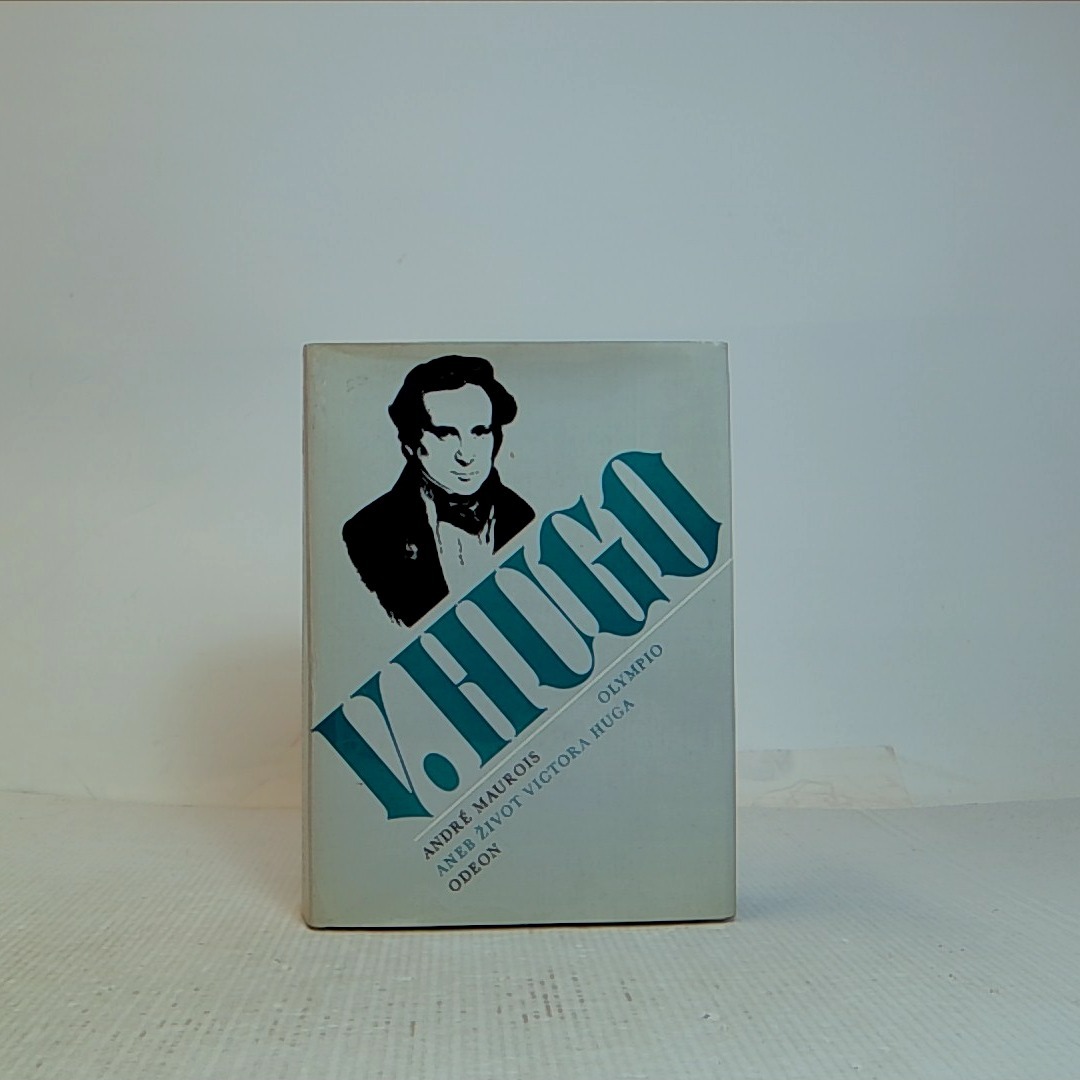 V. HUGO
ANDRÉ MAUROIS OLYMPIO
ANEB ŽIVOT VICTORA HUGA
ODEON